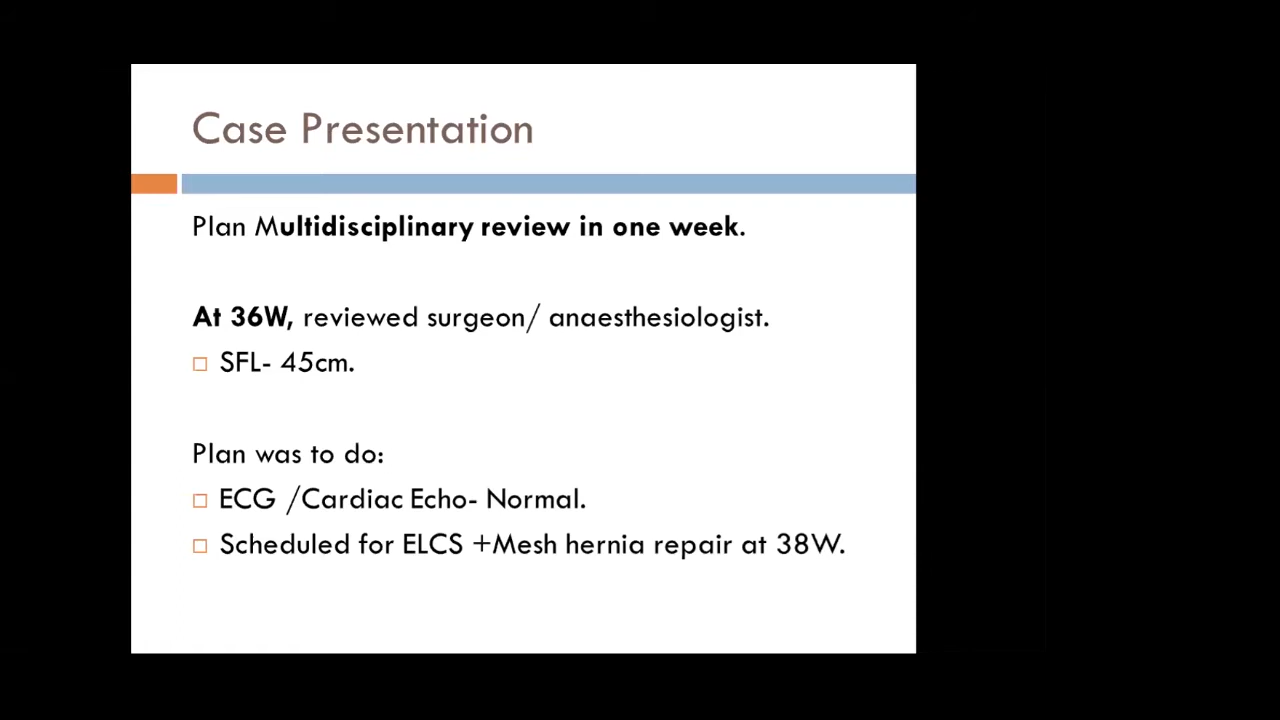 Case Presentation
Plan Multidisciplinary review in one week.
At 36W, reviewed surgeon/ anaesthesiologist.
SFL- 45cm.
Plan was to do:
ECG /Cardiac Echo- Normal.
Scheduled for ELCS +Mesh hernia repair at 38W.